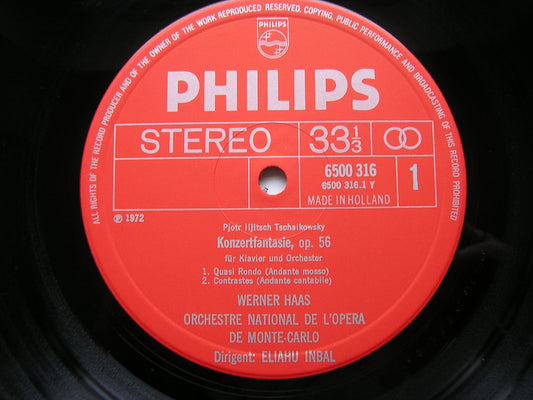 ALL RIGHTS OF THE RECORD PRODUCER AND OF THE OWNER OF THE WORK REPRODUCED RESERVED, COPYING, PUBLIC PERFORMANCE AND BROADCASTING OF THIS RECORD PROHIBITED
PHILIPS
PHILIPS
STEREO 33 1/3
6500 316
6500 316.1 Y
MADE IN HOLLAND
1
℗ 1972
Pjotr Iljitsch Tschaikowsky
Konzertfantasie, op. 56
für Klavier und Orchester
1. Quasi Rondo (Andante mosso)
2. Contrastes (Andante cantabile)
WERNER HAAS
ORCHESTRE NATIONAL DE L'OPERA
DE MONTE-CARLO
Dirigent: ELIAHU INBAL